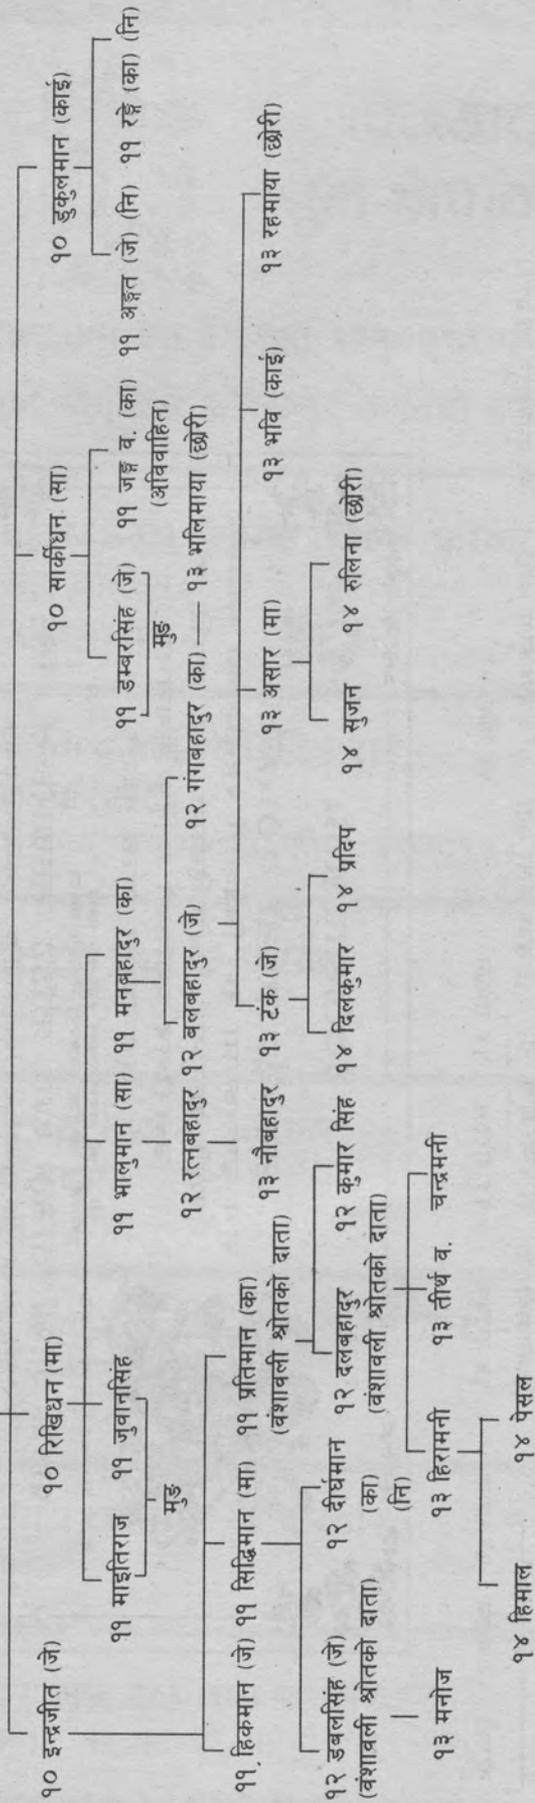 १० इन्द्रजीत (जे) १० रिखिधन (मा) १० सार्कीधन (सा) १० डुकुलमान (काई)
११ माइतिराज ११ जुवानसिंह ११ भालुमान (सा) ११ मनबहादुर (का) ११ डम्बरसिंह (जे) ११ जङ्ग व. (का) ११ अङ्गत (जे) (नि) ११ रङ्गे (का) (नि)
(अविवाहित)
मुङ मुङ
१२ रत्नबहादुर १२ बलबहादुर (जे) १२ गंगबहादुर (का) १३ भलिमाया (छोरी)
११ हिकमान (जे) ११ सिद्धिमान (मा) ११ प्रतिमान (का)
(वंशावली श्रोतको दाता)
१३ नौबहादुर १३ टंक (जे) १३ असार (मा) १३ भवि (काई) १३ रहमाया (छोरी)
१२ डबलसिंह (जे) १२ दीर्घमान १२ दलबहादुर १२ कुमार सिंह
(वंशावली श्रोतको दाता) (का) (वंशावली श्रोतको दाता)
(नि)
१४ दिलकुमार १४ प्रदिप १४ सुजन १४ रुलिना (छोरी)
१३ मनोज १३ हिरामनी १३ तीर्थ व. चन्द्रमनी
१४ हिमाल १४ पेसल